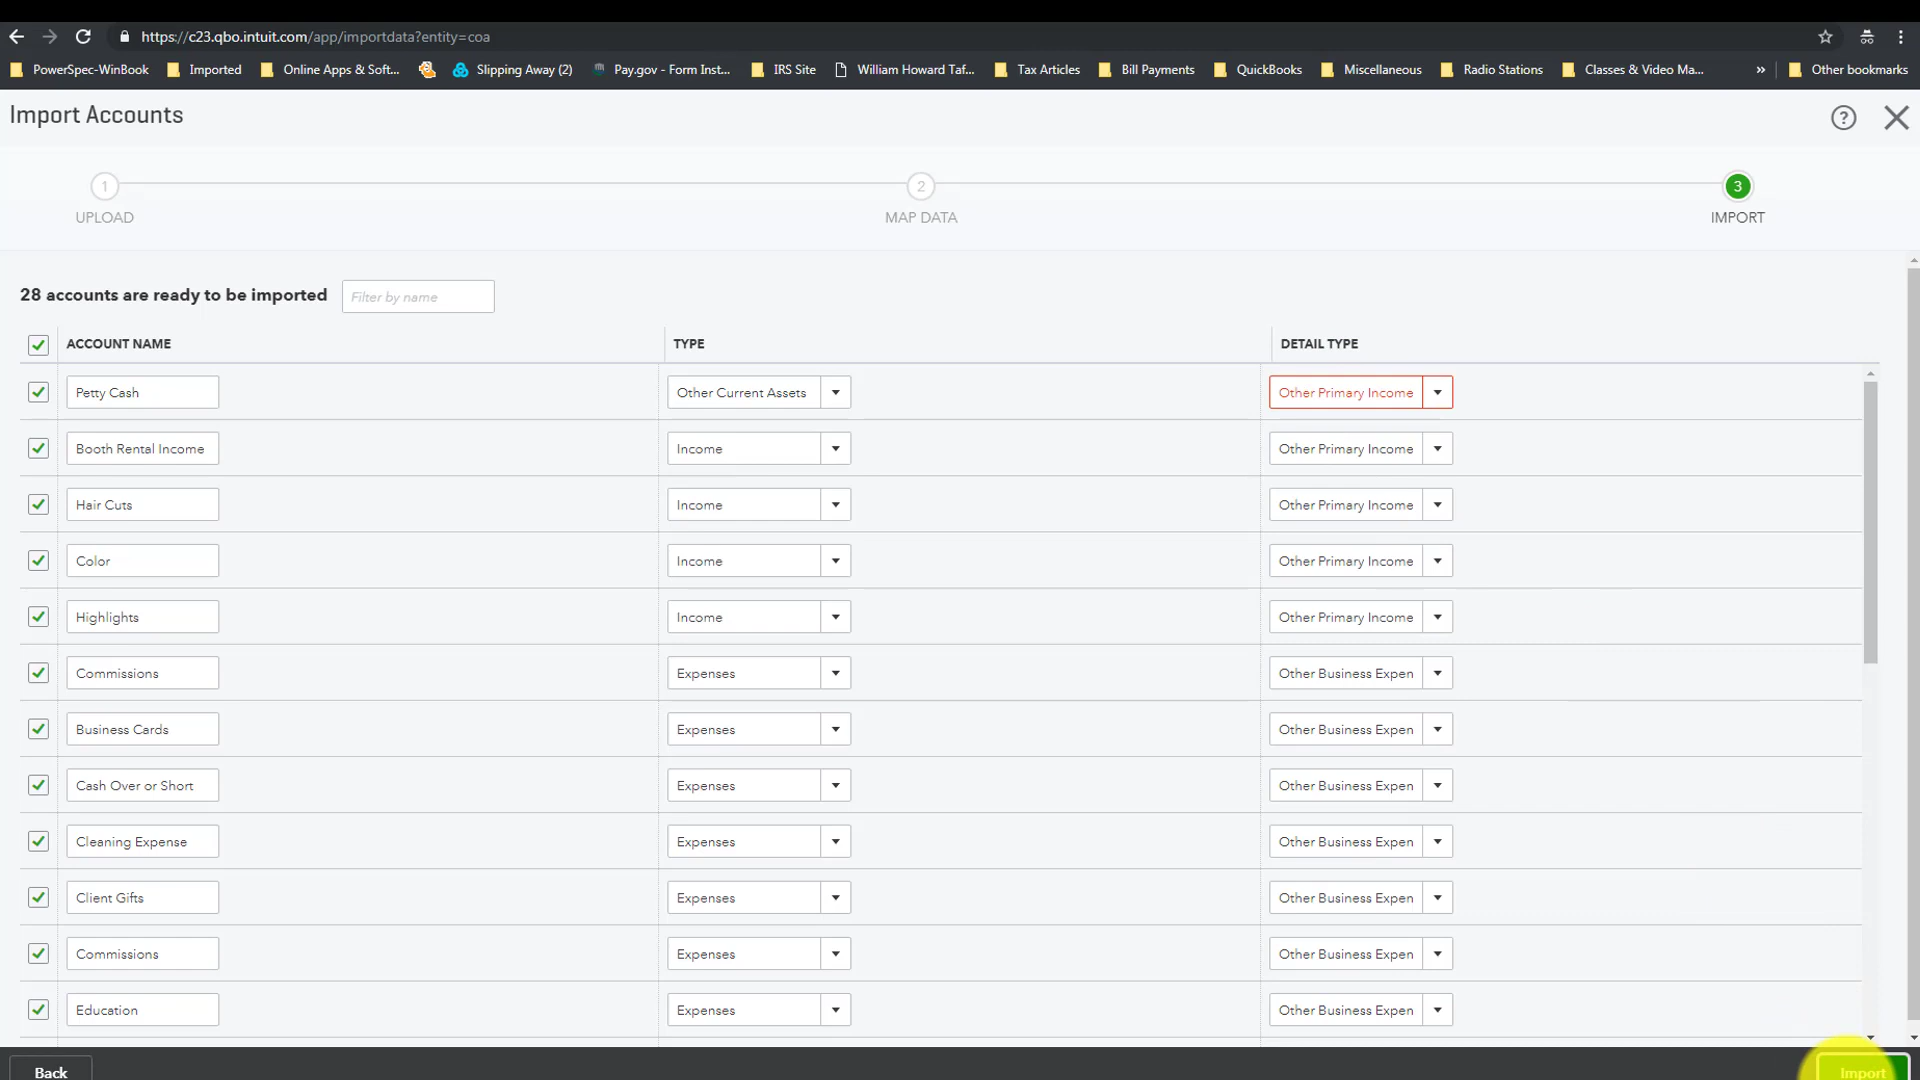 https://c23.qbo.intuit.com/app/importdata?entity=coa
PowerSpec-WinBook Imported Online Apps & Soft... Slipping Away (2) Pay.gov - Form Inst... IRS Site William Howard Taf... Tax Articles Bill Payments QuickBooks Miscellaneous Radio Stations Classes & Video Ma... » Other bookmarks
Import Accounts
?
1 2 3
UPLOAD MAP DATA IMPORT
28 accounts are ready to be imported Filter by name
ACCOUNT NAME TYPE DETAIL TYPE
Petty Cash Other Current Assets Other Primary Income
Booth Rental Income Income Other Primary Income
Hair Cuts Income Other Primary Income
Color Income Other Primary Income
Highlights Income Other Primary Income
Commissions Expenses Other Business Expen
Business Cards Expenses Other Business Expen
Cash Over or Short Expenses Other Business Expen
Cleaning Expense Expenses Other Business Expen
Client Gifts Expenses Other Business Expen
Commissions Expenses Other Business Expen
Education Expenses Other Business Expen
Back Import